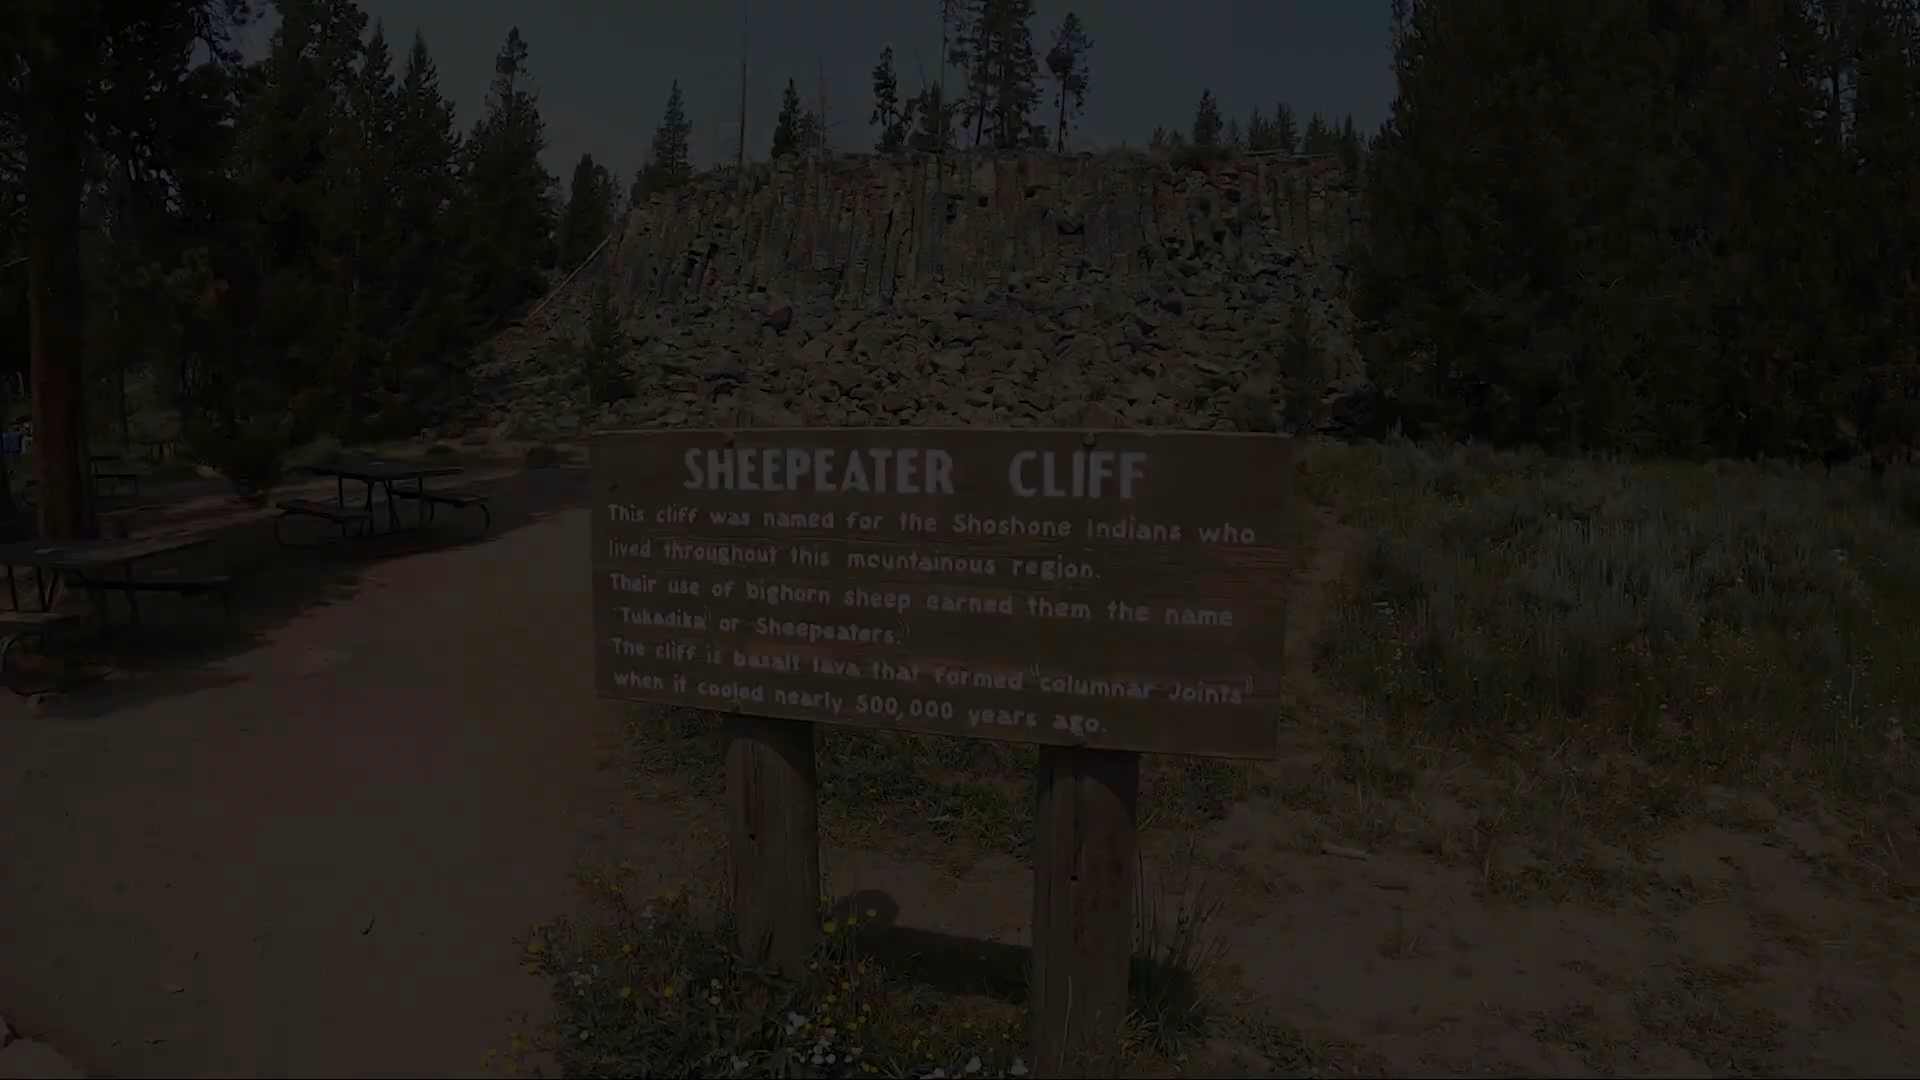 SHEEPEATER CLIFF
This cliff was named for the Shoshone Indians who
lived throughout this mountainous region.
Their use of bighorn sheep earned them the name
"Tukadika" or "Sheepeaters."
The cliff is basalt lava that formed "columnar Joints"
when it cooled nearly 500,000 years ago.